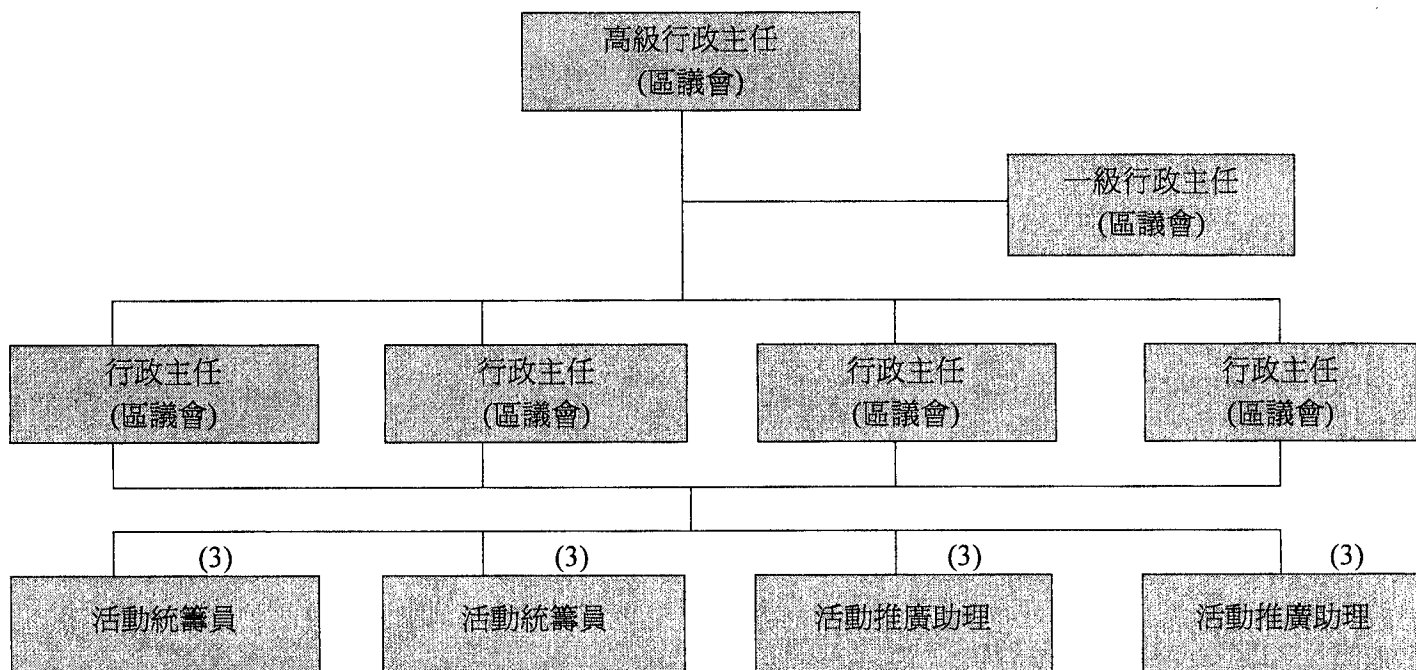 高級行政主任
(區議會)
一級行政主任
(區議會)
行政主任
(區議會)
行政主任
(區議會)
行政主任
(區議會)
行政主任
(區議會)
(3)
活動統籌員
(3)
活動統籌員
(3)
活動推廣助理
(3)
活動推廣助理